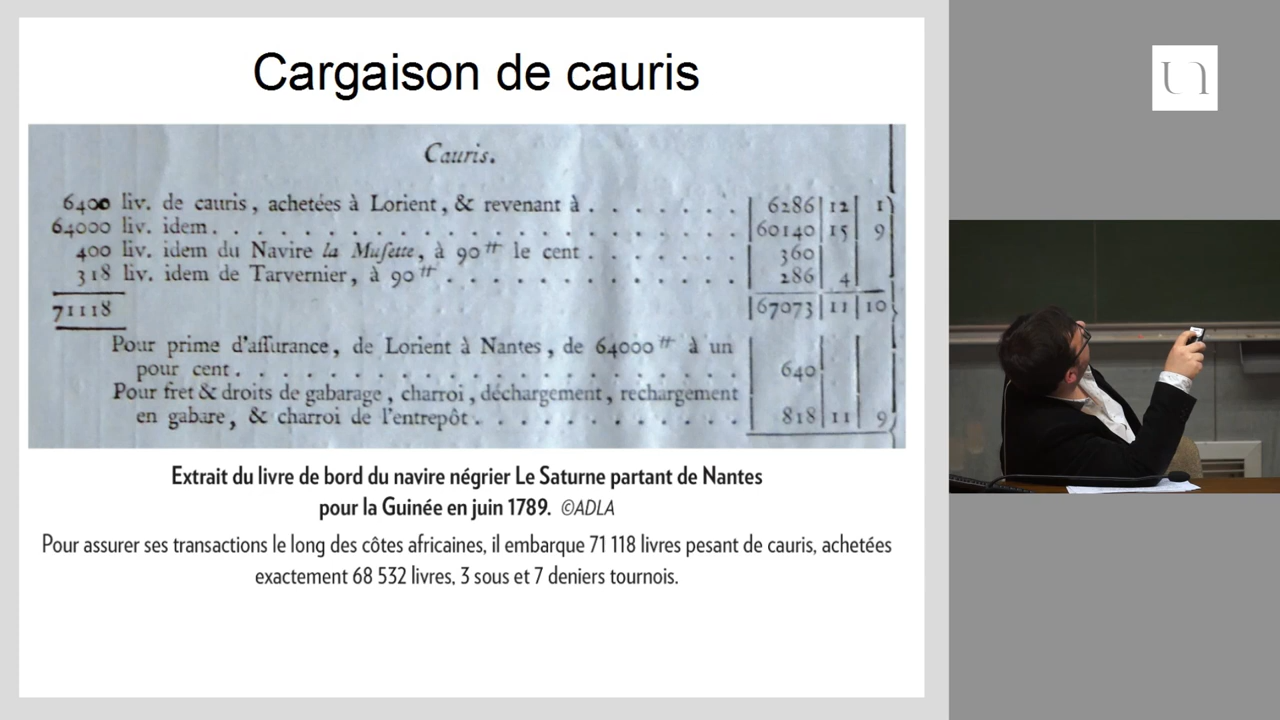 Cargaison de cauris
Cauris.
6400 liv. de cauris, achetées à Lorient, & revenant à . . . . . . . | 6286 | 12 | 1
64000 liv. idem. . . . . . . . . . . . . . . . . . . . . . . | 60140 | 15 | 9
400 liv. idem du Navire la Musette, à 90 tt le cent . . . . . . . | 360
318 liv. idem de Tarvernier, à 90 tt . . . . . . . . . . . . . | 286 | 4
71118 | 67073 | 11 | 10
Pour prime d'assurance, de Lorient à Nantes, de 64000 tt à un
pour cent. . . . . . . . . . . . . . . . . . . . . . | 640
Pour fret & droits de gabarage, charroi, déchargement, rechargement
en gabare, & charroi de l'entrepôt. . . . . . . . . . . | 818 | 11 | 9
Extrait du livre de bord du navire négrier Le Saturne partant de Nantes
pour la Guinée en juin 1789. ©ADLA
Pour assurer ses transactions le long des côtes africaines, il embarque 71 118 livres pesant de cauris, achetées
exactement 68 532 livres, 3 sous et 7 deniers tournois.